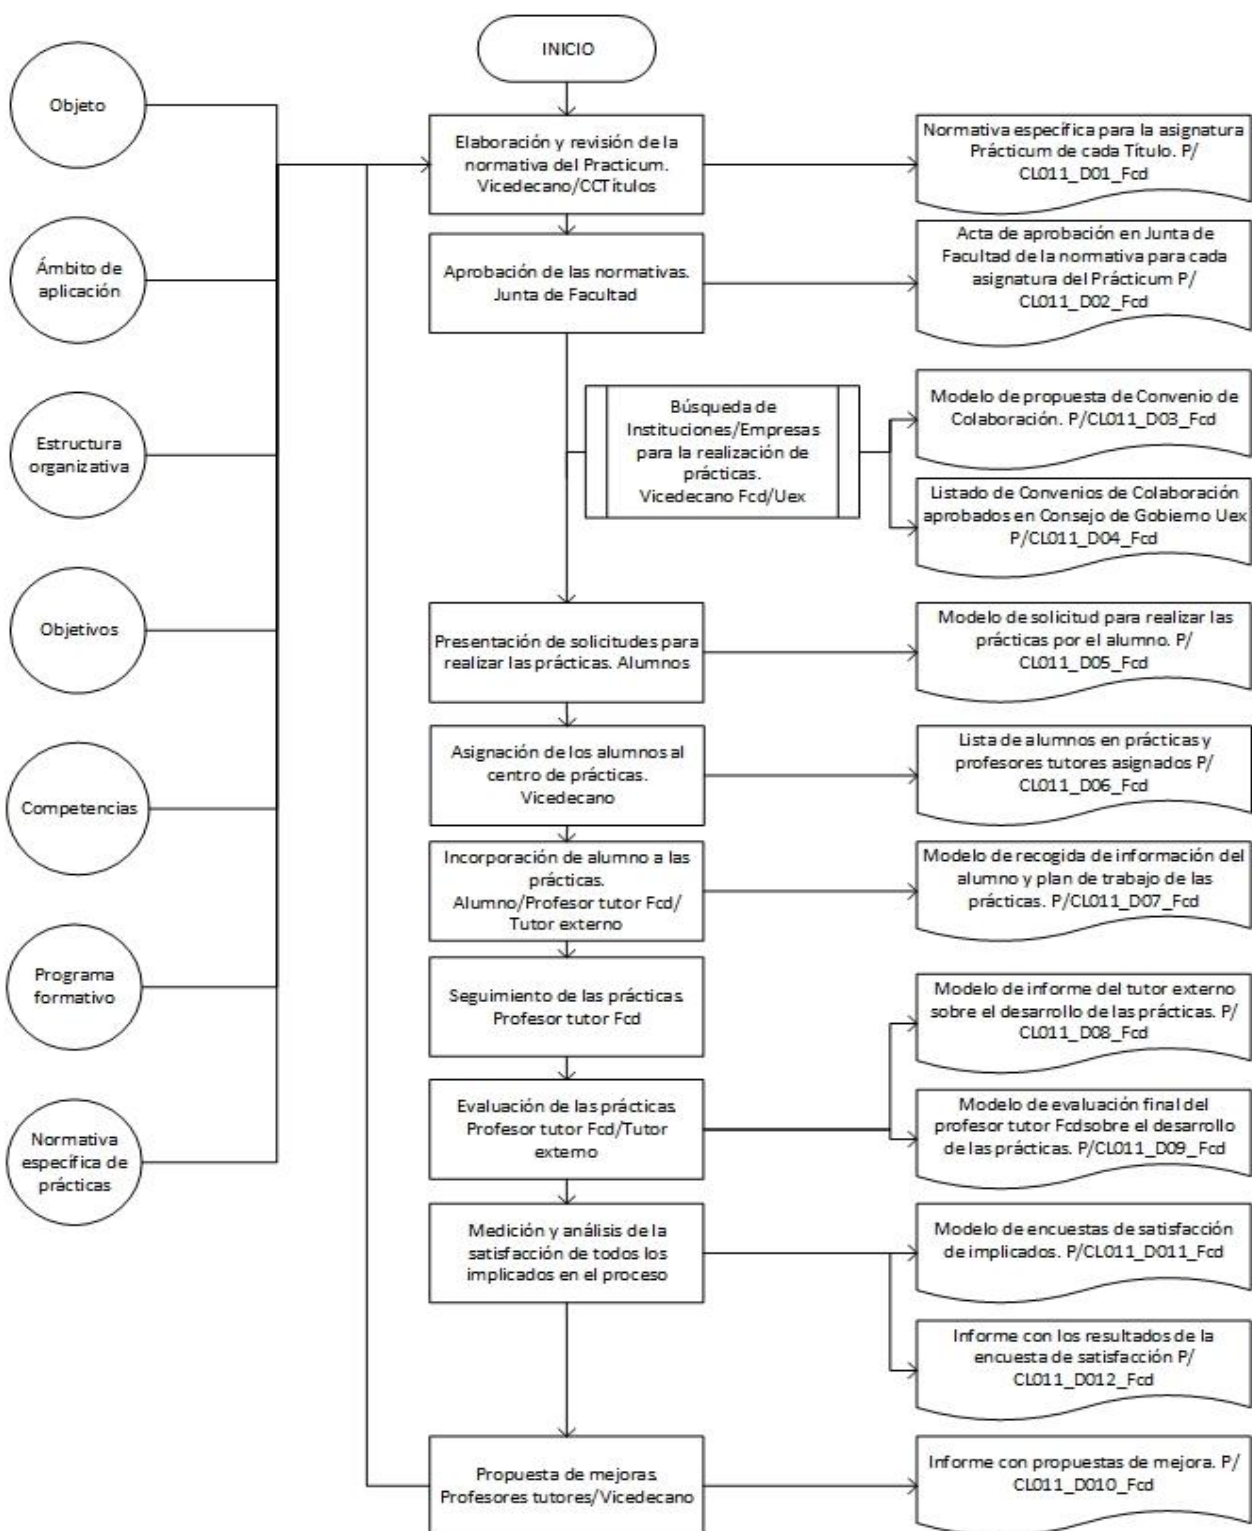 INICIO
Objeto
Ámbito de
aplicación
Estructura
organizativa
Objetivos
Competencias
Programa
formativo
Normativa
específica de
prácticas
Elaboración y revisión de la
normativa del Practicum.
Vicedecano/CCTítulos
Normativa específica para la asignatura
Prácticum de cada Título. P/
CL011_D01_Fcd
Aprobación de las normativas.
Junta de Facultad
Acta de aprobación en Junta de
Facultad de la normativa para cada
asignatura del Prácticum P/
CL011_D02_Fcd
Búsqueda de
Instituciones/Empresas
para la realización de
prácticas.
Vicedecano Fcd/Uex
Modelo de propuesta de Convenio de
Colaboración. P/CL011_D03_Fcd
Listado de Convenios de Colaboración
aprobados en Consejo de Gobierno Uex
P/CL011_D04_Fcd
Presentación de solicitudes para
realizar las prácticas. Alumnos
Modelo de solicitud para realizar las
prácticas por el alumno. P/
CL011_D05_Fcd
Asignación de los alumnos al
centro de prácticas.
Vicedecano
Lista de alumnos en prácticas y
profesores tutores asignados P/
CL011_D06_Fcd
Incorporación de alumno a las
prácticas.
Alumno/Profesor tutor Fcd/
Tutor externo
Modelo de recogida de información del
alumno y plan de trabajo de las
prácticas. P/CL011_D07_Fcd
Seguimiento de las prácticas.
Profesor tutor Fcd
Modelo de informe del tutor externo
sobre el desarrollo de las prácticas. P/
CL011_D08_Fcd
Evaluación de las prácticas.
Profesor tutor Fcd/Tutor
externo
Modelo de evaluación final del
profesor tutor Fcdsobre el desarrollo
de las prácticas. P/CL011_D09_Fcd
Medición y análisis de la
satisfacción de todos los
implicados en el proceso
Modelo de encuestas de satisfacción
de implicados. P/CL011_D011_Fcd
Informe con los resultados de la
encuesta de satisfacción P/
CL011_D012_Fcd
Propuesta de mejoras.
Profesores tutores/Vicedecano
Informe con propuestas de mejora. P/
CL011_D010_Fcd